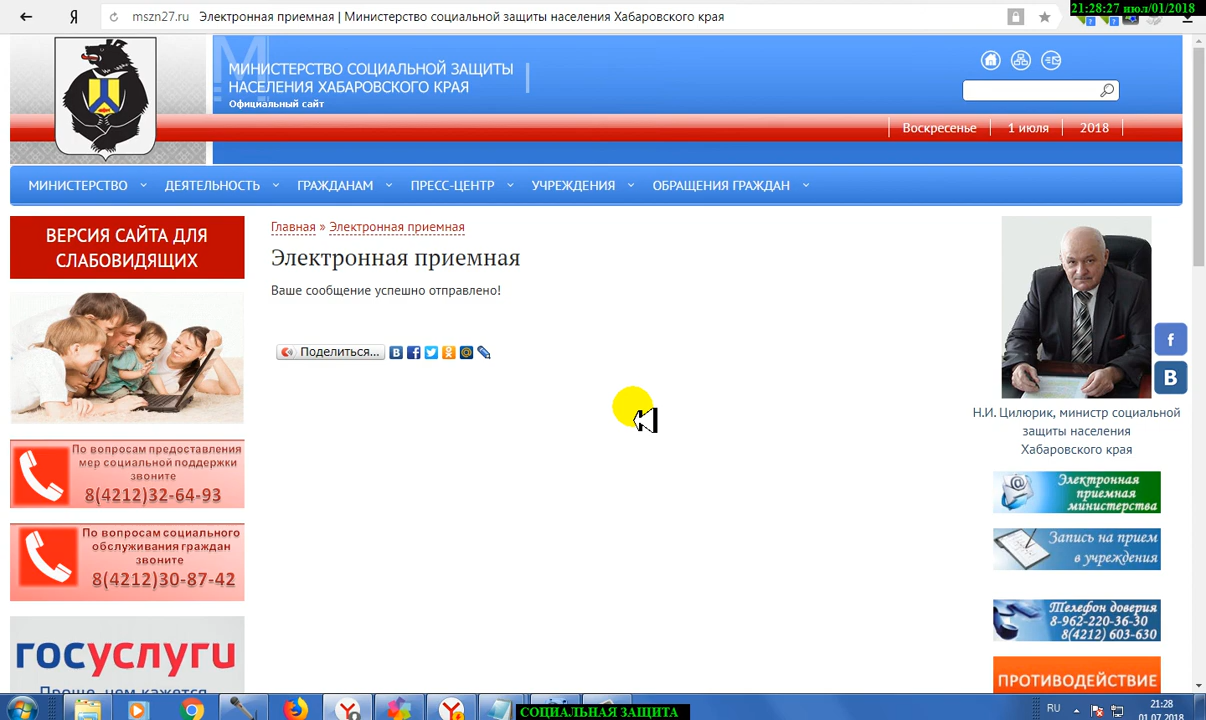 mszn27.ru Электронная приемная | Министерство социальной защиты населения Хабаровского края
21:28:27 июл/01/2018
МИНИСТЕРСТВО СОЦИАЛЬНОЙ ЗАЩИТЫ
НАСЕЛЕНИЯ ХАБАРОВСКОГО КРАЯ
Официальный сайт
Воскресенье 1 июля 2018
МИНИСТЕРСТВО ДЕЯТЕЛЬНОСТЬ ГРАЖДАНАМ ПРЕСС-ЦЕНТР УЧРЕЖДЕНИЯ ОБРАЩЕНИЯ ГРАЖДАН
ВЕРСИЯ САЙТА ДЛЯ
СЛАБОВИДЯЩИХ
По вопросам предоставления
мер социальной поддержки
звоните
8(4212)32-64-93
По вопросам социального
обслуживания граждан
звоните
8(4212)30-87-42
госуслуги
Проще, чем кажется
Главная » Электронная приемная
Электронная приемная
Ваше сообщение успешно отправлено!
Поделиться...
Н.И. Цилюрик, министр социальной
защиты населения
Хабаровского края
Электронная
приемная
министерства
Запись на прием
в учреждения
Телефон доверия
8-962-220-36-30
8(4212) 603-630
ПРОТИВОДЕЙСТВИЕ
СОЦИАЛЬНАЯ ЗАЩИТА
RU
21:28
01.07.2018